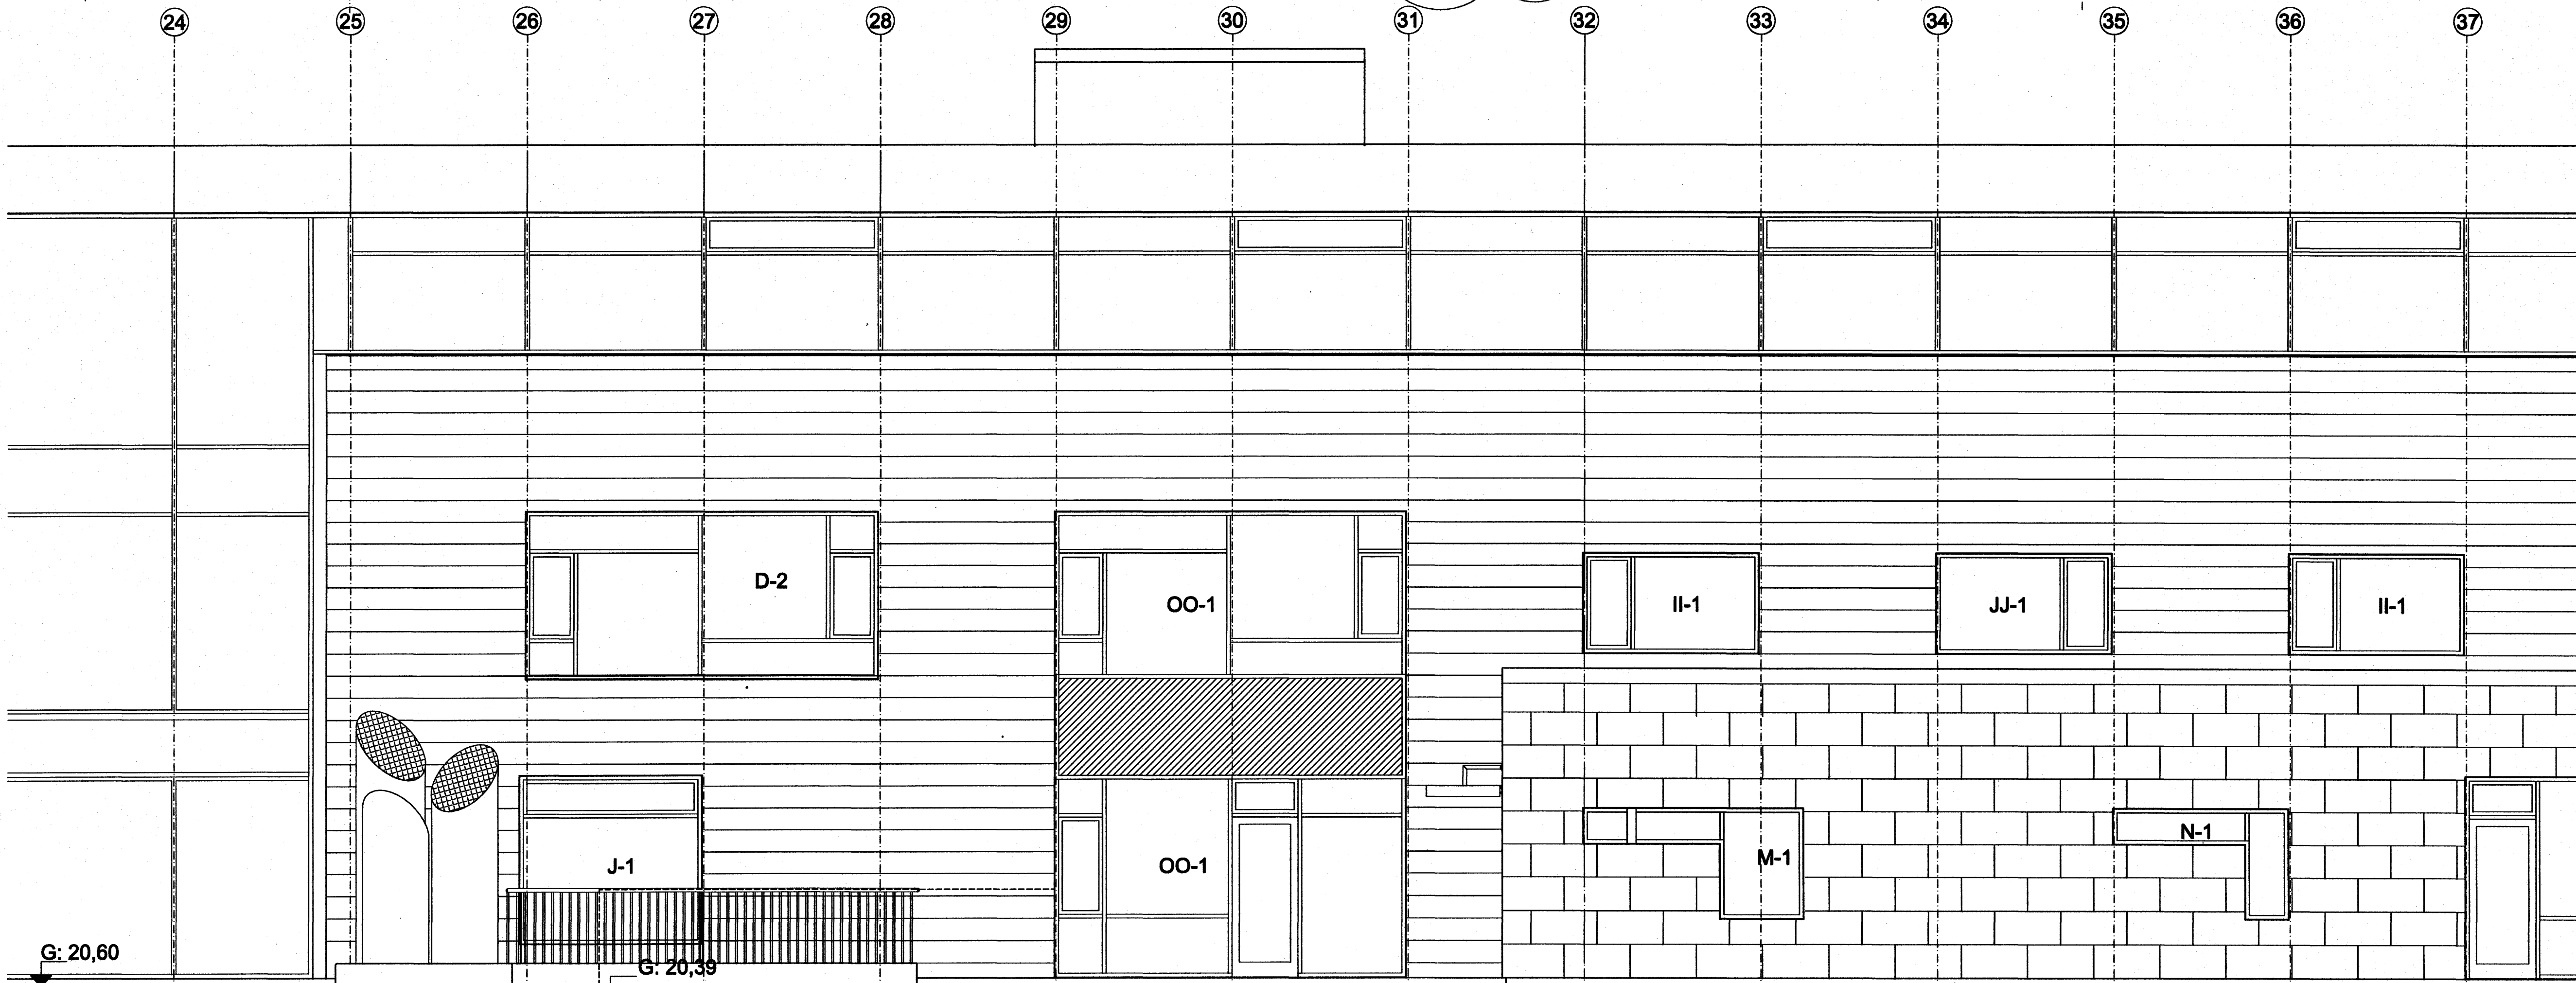 24 25 26 27 28 29 30 31 32 33 34 35 36 37
D-2
OO-1 II-1 JJ-1 II-1
N-1
J-1 OO-1 M-1
G: 20,60
G: 20,39